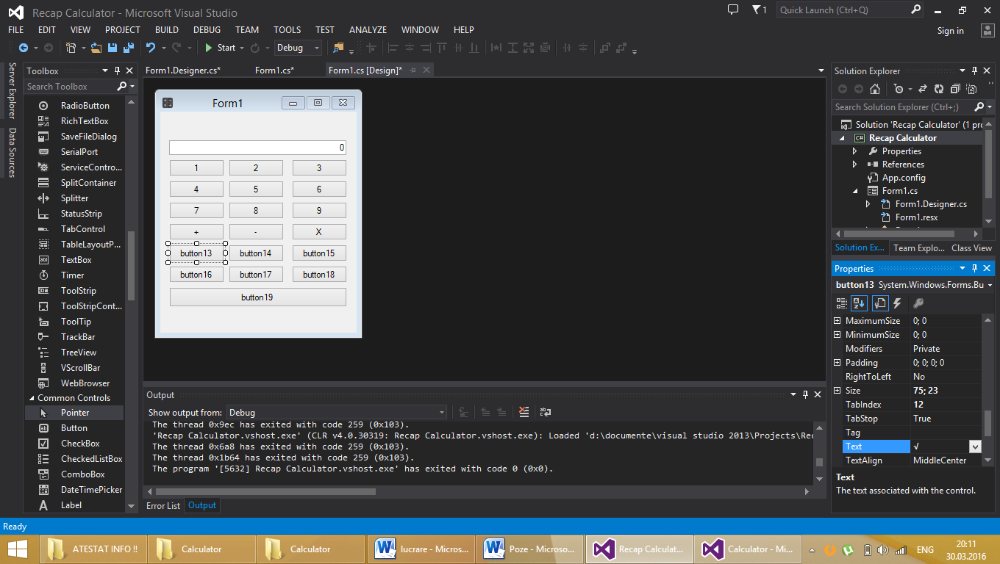 Recap Calculator - Microsoft Visual Studio
1
Quick Launch (Ctrl+Q)
FILE EDIT VIEW PROJECT BUILD DEBUG TEAM TOOLS TEST ANALYZE WINDOW HELP
Sign in
Start Debug
Server Explorer
Data Sources
Toolbox
Search Toolbox
RadioButton
RichTextBox
SaveFileDialog
SerialPort
ServiceContro...
SplitContainer
Splitter
StatusStrip
TabControl
TableLayoutP...
TextBox
Timer
ToolStrip
ToolStripCont...
ToolTip
TrackBar
TreeView
VScrollBar
WebBrowser
Common Controls
Pointer
Button
CheckBox
CheckedListBox
ComboBox
DateTimePicker
Label
Form1.Designer.cs* Form1.cs* Form1.cs [Design]*
Form1
0
1 2 3
4 5 6
7 8 9
+ - X
button13 button14 button15
button16 button17 button18
button19
Output
Show output from: Debug
The thread 0x9ec has exited with code 259 (0x103).
'Recap Calculator.vshost.exe' (CLR v4.0.30319: Recap Calculator.vshost.exe): Loaded 'd:\documente\visual studio 2013\Projects\Rec
The thread 0x6a8 has exited with code 259 (0x103).
The thread 0x1b64 has exited with code 259 (0x103).
The program '[5632] Recap Calculator.vshost.exe' has exited with code 0 (0x0).
Error List Output
Solution Explorer
Search Solution Explorer (Ctrl+;)
Solution 'Recap Calculator' (1 pro
C# Recap Calculator
Properties
References
App.config
Form1.cs
Form1.Designer.cs
Form1.resx
Solution Ex... Team Explo... Class View
Properties
button13 System.Windows.Forms.Bu
MaximumSize 0; 0
MinimumSize 0; 0
Modifiers Private
Padding 0; 0; 0; 0
RightToLeft No
Size 75; 23
TabIndex 12
TabStop True
Tag
Text √
TextAlign MiddleCenter
Text
The text associated with the control.
Ready
ATESTAT INFO !! Calculator Calculator lucrare - Micros... Poze - Microso... Recap Calculat... Calculator - Mi...
ENG
20:11
30.03.2016